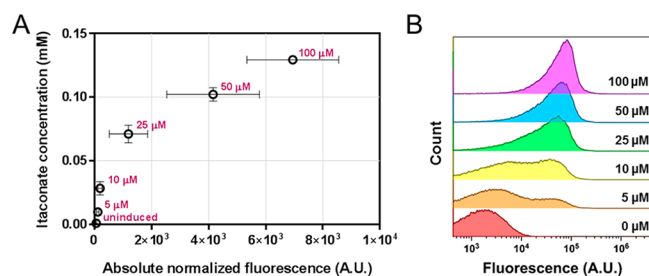 A
Itaconate concentration (mM)
0.15
0.10
0.05
0.00
100 µM
50 µM
25 µM
10 µM
5 µM
uninduced
0
2×10³
4×10³
6×10³
8×10³
1×10⁴
Absolute normalized fluorescence (A.U.)
B
Count
100 µM
50 µM
25 µM
10 µM
5 µM
0 µM
10³
10⁴
10⁵
10⁶
Fluorescence (A.U.)